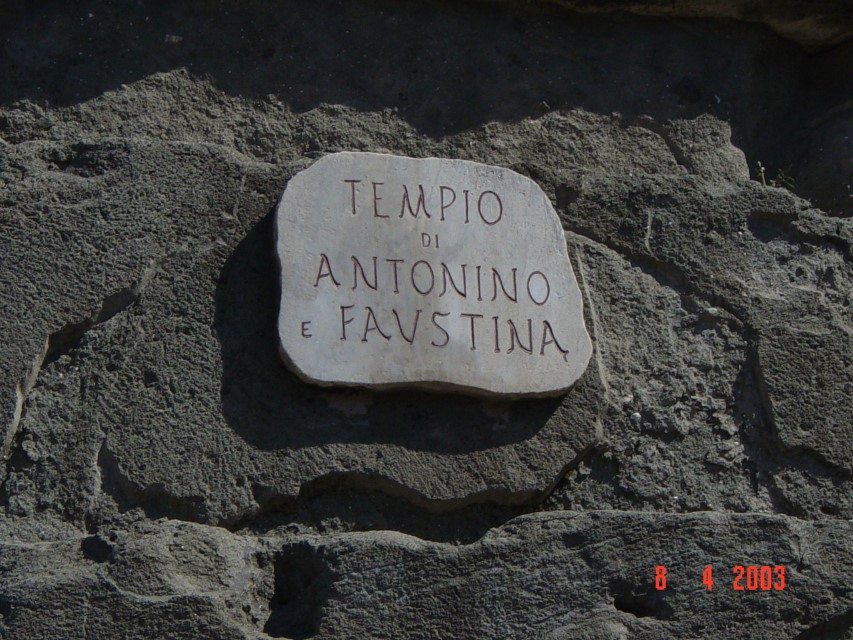 TEMPIO
DI
ANTONINO
E FAVSTINA
8 4 2003